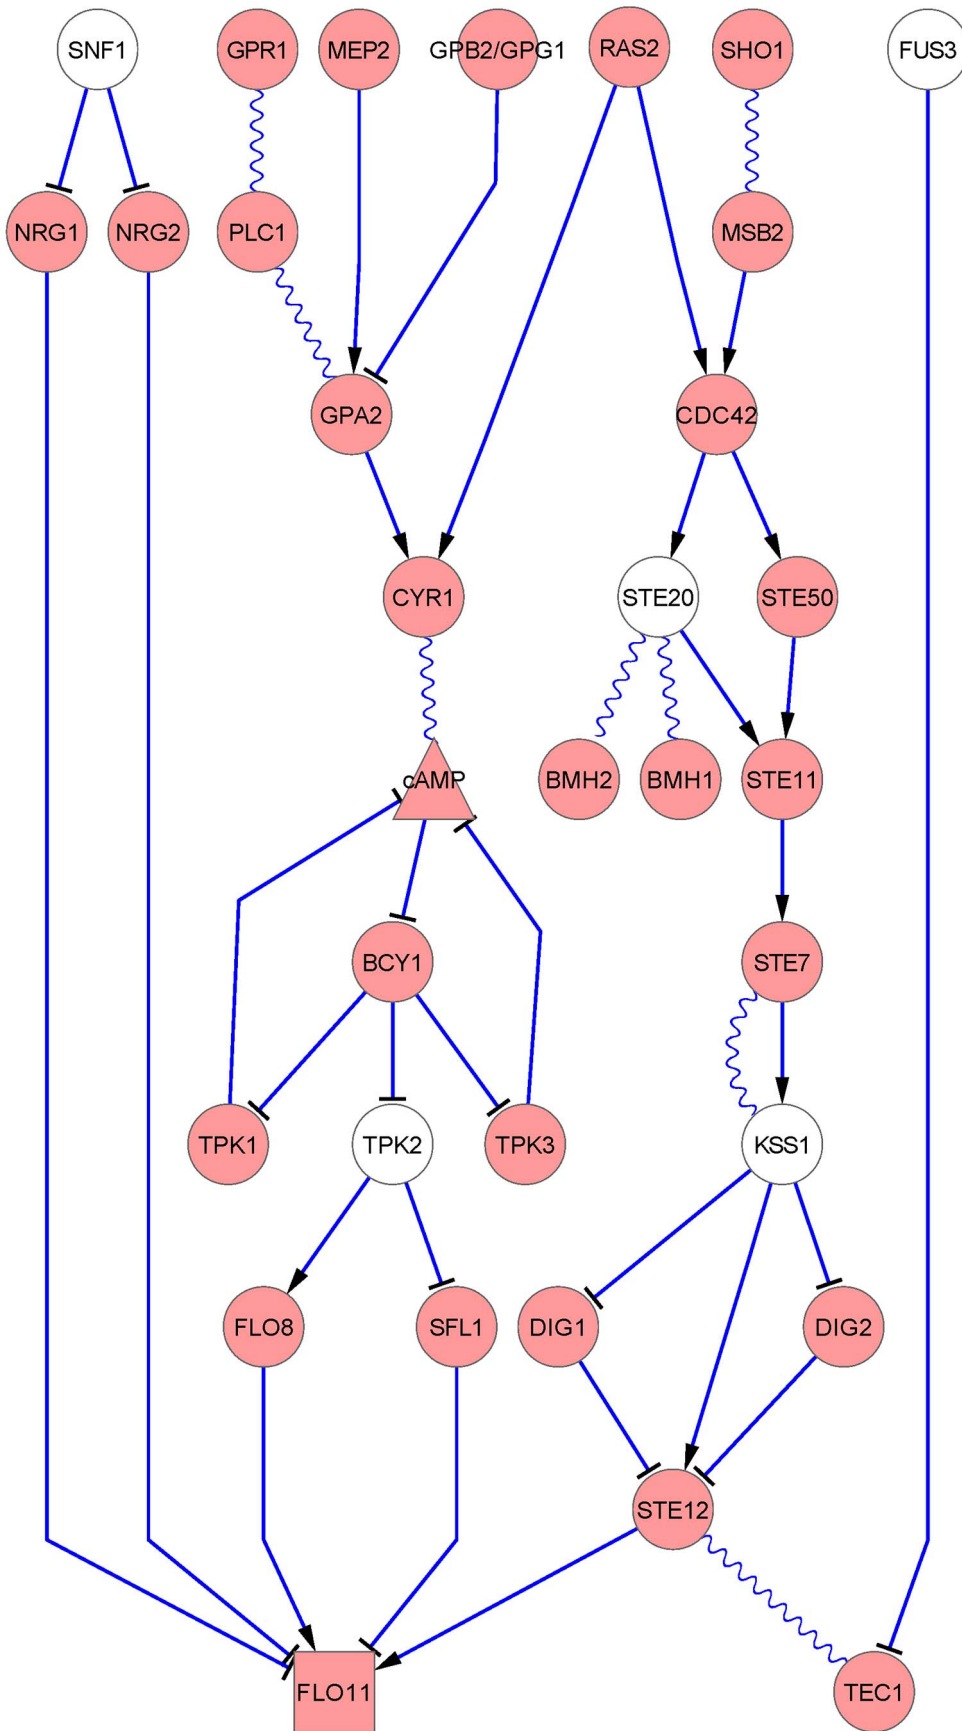 SNF1
GPR1
MEP2
GPB2/GPG1
RAS2
SHO1
FUS3
NRG1
NRG2
PLC1
MSB2
GPA2
CDC42
CYR1
STE20
STE50
cAMP
BMH2
BMH1
STE11
BCY1
STE7
TPK1
TPK2
TPK3
KSS1
FLO8
SFL1
DIG1
DIG2
STE12
FLO11
TEC1